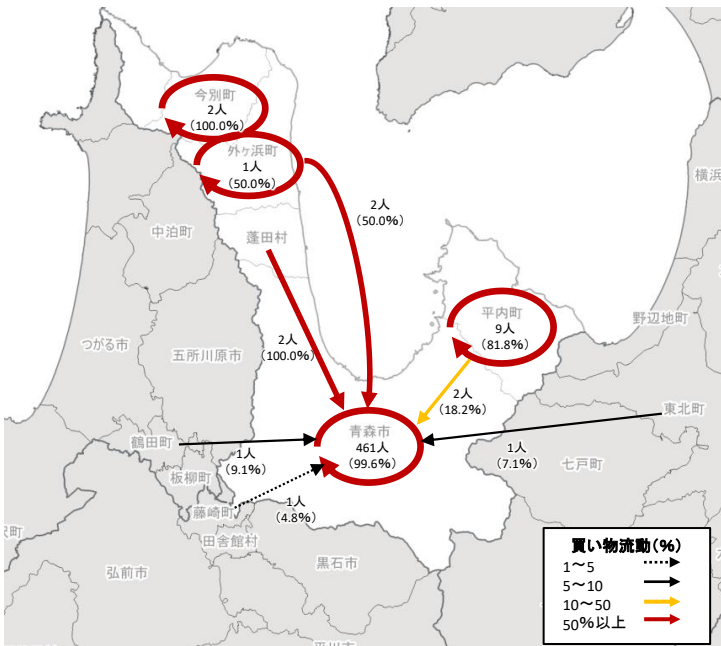 今別町
2人
(100.0%)
外ヶ浜町
1人
(50.0%)
2人
(50.0%)
横浜
中泊町
蓬田村
平内町
9人
(81.8%)
野辺地町
つがる市
五所川原市
2人
(100.0%)
2人
(18.2%)
東北町
鶴田町
青森市
461人
(99.6%)
1人
(9.1%)
1人
(7.1%)
七戸町
板柳町
藤崎町
1人
(4.8%)
田舎館村
沢町
弘前市
黒石市
平川市
買い物流動(%)
1～5
5～10
10～50
50%以上